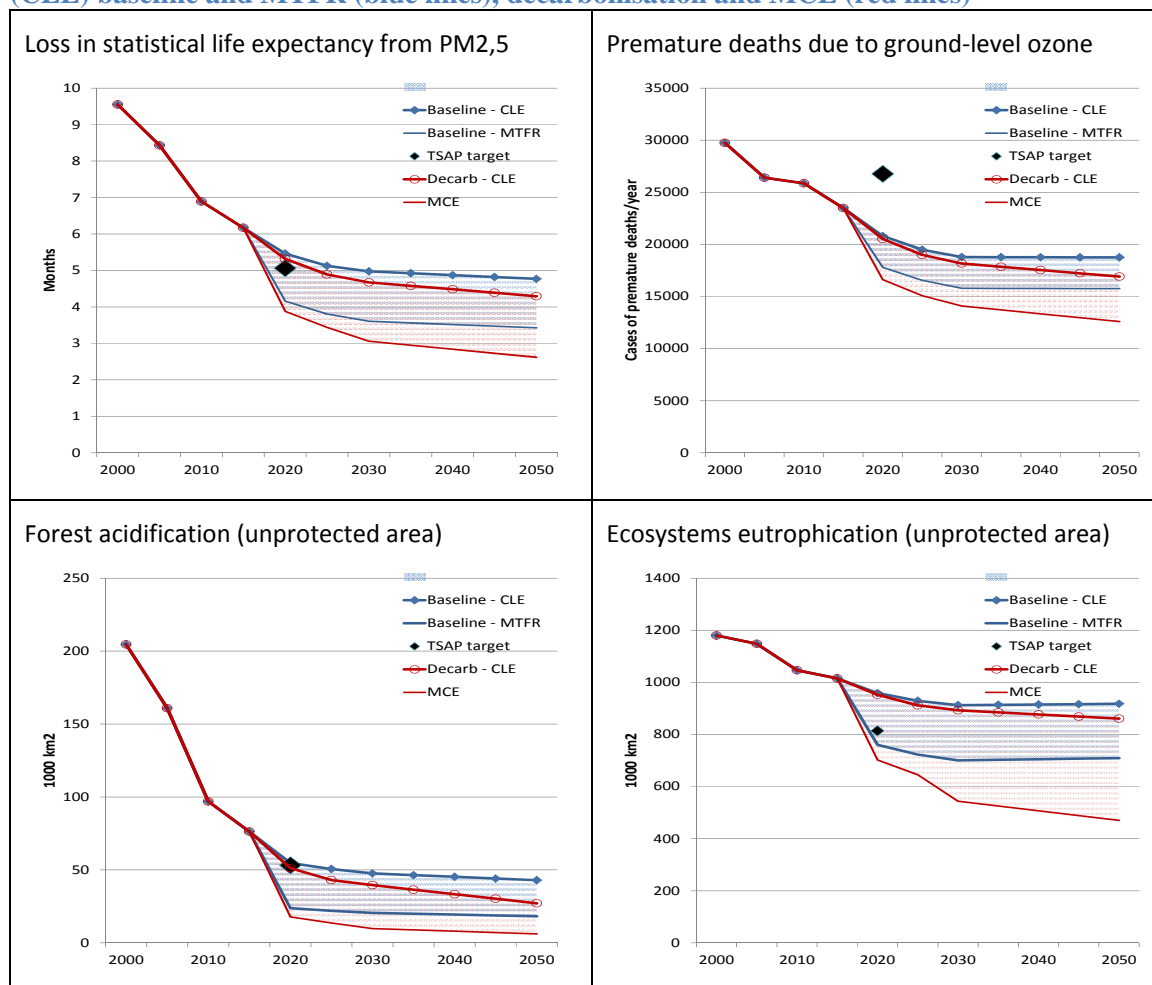 (CLE) baseline and MTFR (blue lines), decarbonisation and MCE (red lines)
Loss in statistical life expectancy from PM2,5
10
9
8
7
6
5
4
3
2
1
0
Months
2000 2010 2020 2030 2040 2050
Baseline - CLE
Baseline - MTFR
TSAP target
Decarb - CLE
MCE
Premature deaths due to ground-level ozone
35000
30000
25000
20000
15000
10000
5000
0
Cases of premature deaths/year
2000 2010 2020 2030 2040 2050
Baseline - CLE
Baseline - MTFR
TSAP target
Decarb - CLE
MCE
Forest acidification (unprotected area)
250
200
150
100
50
0
1000 km2
2000 2010 2020 2030 2040 2050
Baseline - CLE
Baseline - MTFR
TSAP target
Decarb - CLE
MCE
Ecosystems eutrophication (unprotected area)
1400
1200
1000
800
600
400
200
0
1000 km2
2000 2010 2020 2030 2040 2050
Baseline - CLE
Baseline - MTFR
TSAP target
Decarb - CLE
MCE